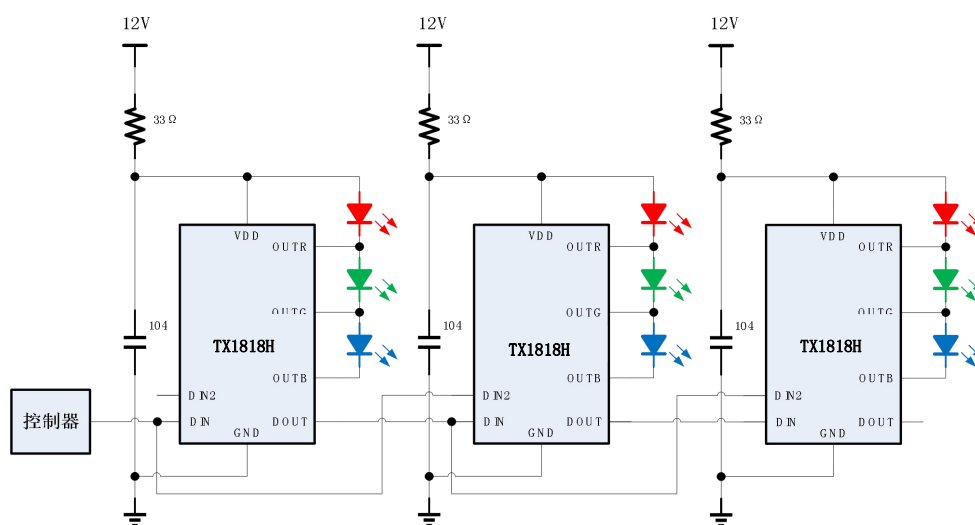 12V
12V
12V
33Ω
33Ω
33Ω
VDD
OUTR
OUTG
104
TX1818H
OUTB
DIN2
DIN
DOUT
GND
VDD
OUTR
OUTG
104
TX1818H
OUTB
DIN2
DIN
DOUT
GND
VDD
OUTR
OUTG
104
TX1818H
OUTB
DIN2
DIN
DOUT
GND
控制器